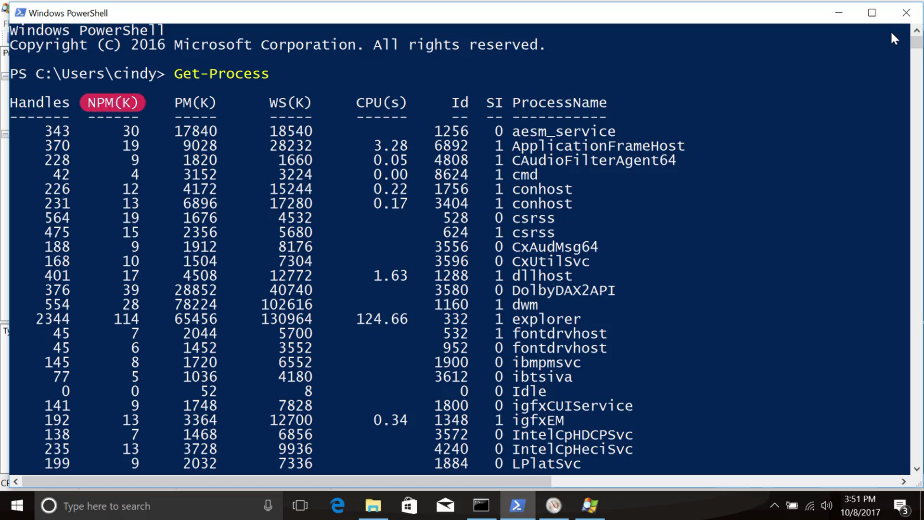 Windows PowerShell
Windows PowerShell
Copyright (C) 2016 Microsoft Corporation. All rights reserved.
PS C:\Users\cindy> Get-Process
Handles NPM(K) PM(K) WS(K) CPU(s) Id SI ProcessName
------- ------ ----- ----- ------ -- -- -----------
343 30 17840 18540 1256 0 aesm_service
370 19 9028 28232 3.28 6892 1 ApplicationFrameHost
228 9 1820 1660 0.05 4808 1 CAudioFilterAgent64
42 4 3152 3224 0.00 8624 1 cmd
226 12 4172 15244 0.22 1756 1 conhost
231 13 6896 17280 0.17 3404 1 conhost
564 19 1676 4532 528 0 csrss
475 15 2356 5680 624 1 csrss
188 9 1912 8176 3556 0 CxAudMsg64
168 10 1504 7304 3596 0 CxUtilSvc
401 17 4508 12772 1.63 1288 1 dllhost
376 39 28852 40740 3580 0 DolbyDAX2API
554 28 78224 102616 1160 1 dwm
2344 114 65456 130964 124.66 332 1 explorer
45 7 2044 5700 532 1 fontdrvhost
45 6 1452 3552 952 0 fontdrvhost
145 8 1720 6552 1900 0 ibmpmsvc
77 5 1036 4180 3612 0 ibtsiva
0 0 52 8 0 0 Idle
141 9 1748 7828 1800 0 igfxCUIService
192 13 3364 12700 0.34 1348 1 igfxEM
138 7 1468 6856 3572 0 IntelCpHDCPSvc
235 13 3728 9936 4240 0 IntelCpHeciSvc
199 9 2032 7336 1884 0 LPlatSvc
Type here to search
3:51 PM
10/8/2017
3